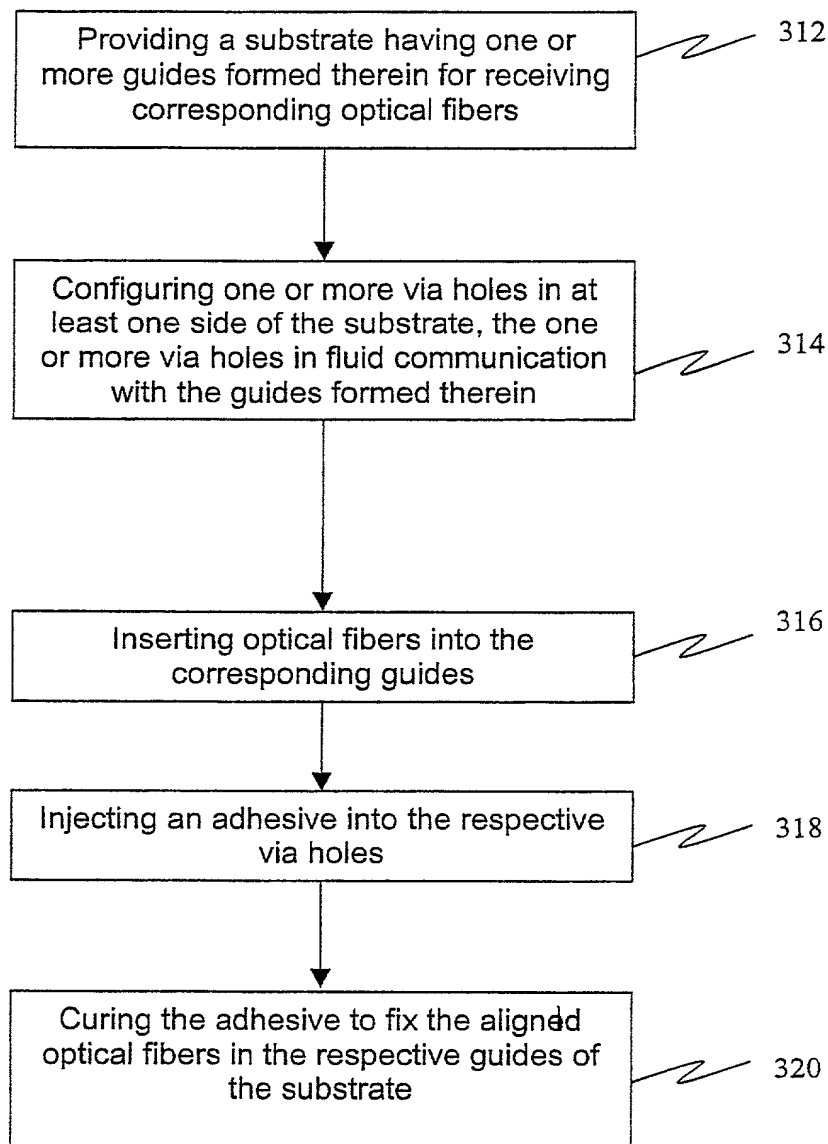 Providing a substrate having one or
more guides formed therein for receiving
corresponding optical fibers
312
Configuring one or more via holes in at
least one side of the substrate, the one
or more via holes in fluid communication
with the guides formed therein
314
Inserting optical fibers into the
corresponding guides
316
Injecting an adhesive into the respective
via holes
318
Curing the adhesive to fix the aligned
optical fibers in the respective guides of
the substrate
320